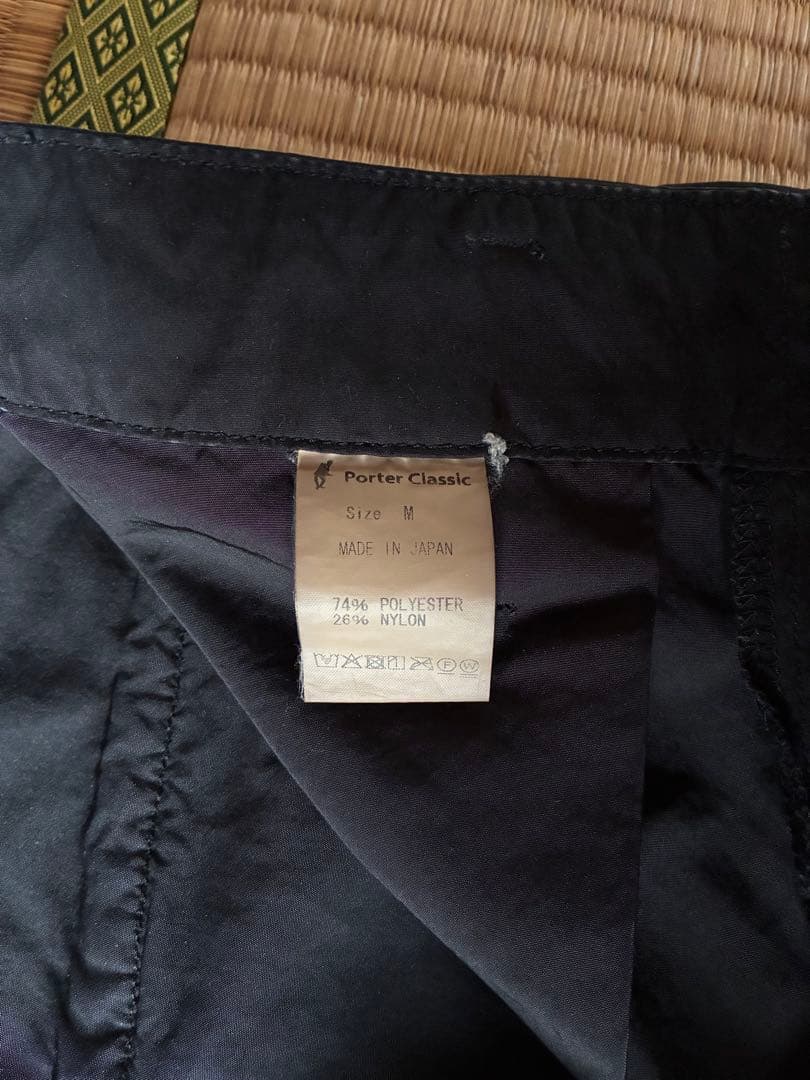 Porter Classic
Size M
MADE IN JAPAN
74% POLYESTER
26% NYLON
F W